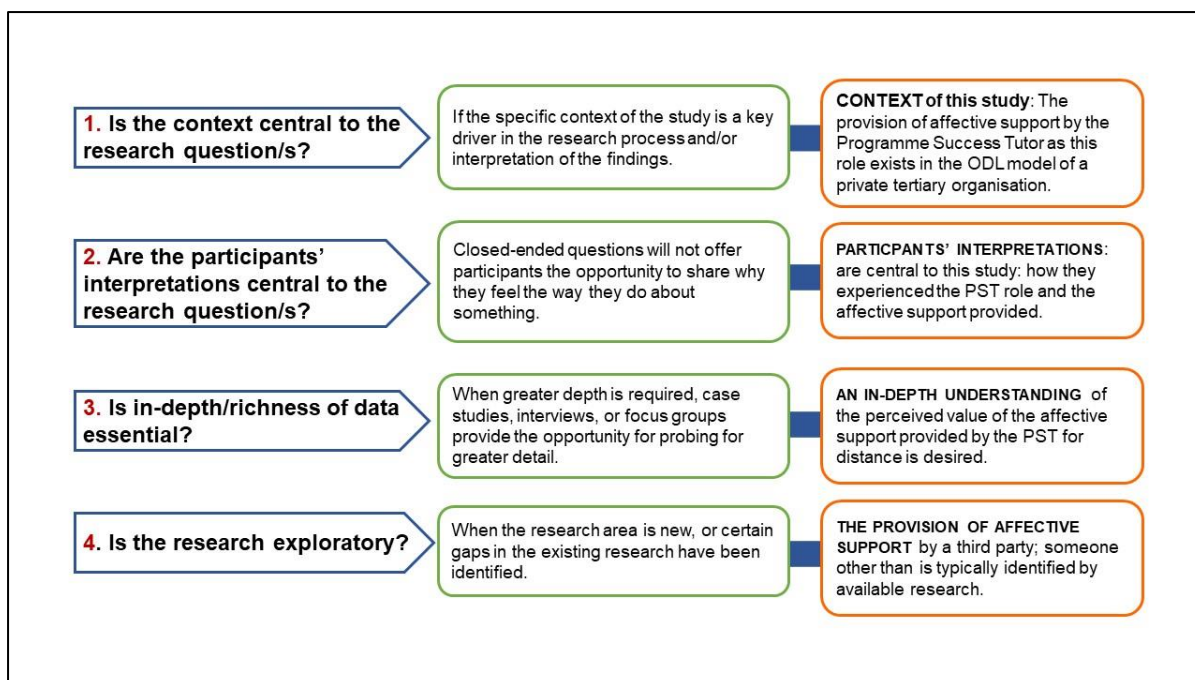 1. Is the context central to the
research question/s?
If the specific context of the study is a key
driver in the research process and/or
interpretation of the findings.
CONTEXT of this study: The
provision of affective support by the
Programme Success Tutor as this
role exists in the ODL model of a
private tertiary organisation.
2. Are the participants’
interpretations central to the
research question/s?
Closed-ended questions will not offer
participants the opportunity to share why
they feel the way they do about
something.
PARTICPANTS’ INTERPRETATIONS:
are central to this study: how they
experienced the PST role and the
affective support provided.
3. Is in-depth/richness of data
essential?
When greater depth is required, case
studies, interviews, or focus groups
provide the opportunity for probing for
greater detail.
AN IN-DEPTH UNDERSTANDING of
the perceived value of the affective
support provided by the PST for
distance is desired.
4. Is the research exploratory?
When the research area is new, or certain
gaps in the existing research have been
identified.
THE PROVISION OF AFFECTIVE
SUPPORT by a third party; someone
other than is typically identified by
available research.